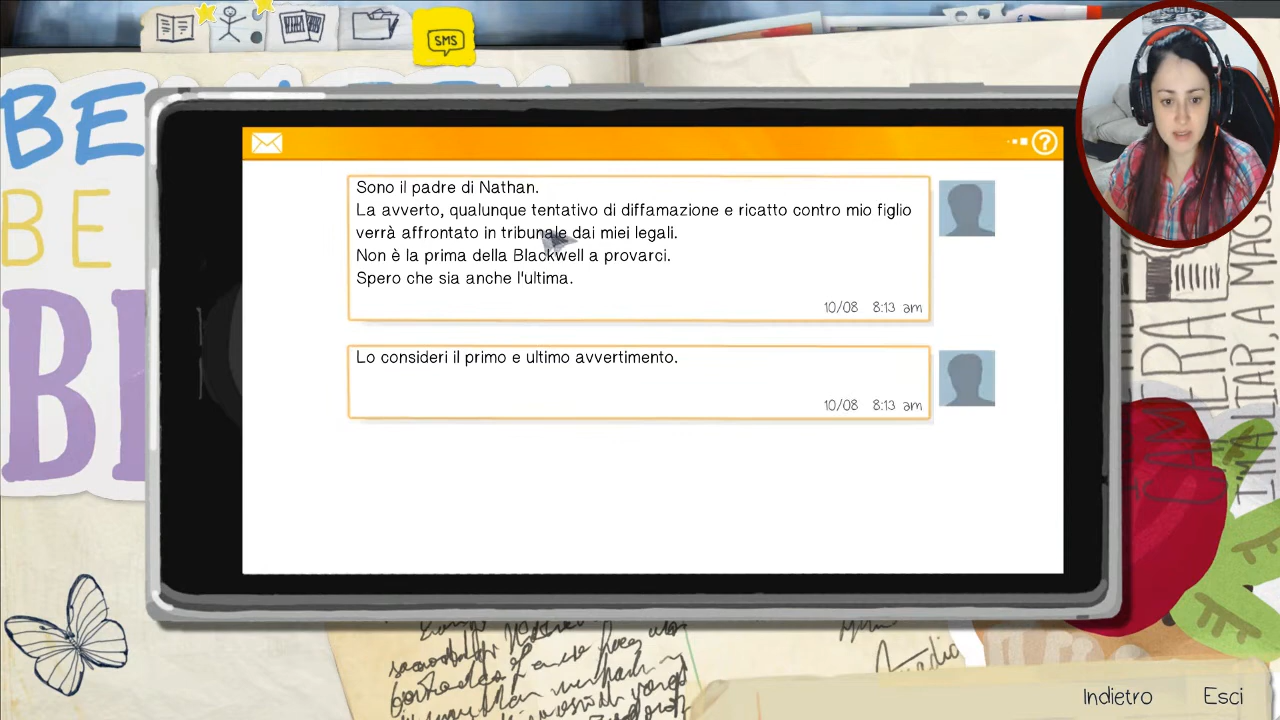 SMS
BE
BE
Sono il padre di Nathan.
La avverto, qualunque tentativo di diffamazione e ricatto contro mio figlio
verrà affrontato in tribunale dai miei legali.
Non è la prima della Blackwell a provarci.
Spero che sia anche l'ultima.
10/08 8:13 am
Lo consideri il primo e ultimo avvertimento.
10/08 8:13 am
Indietro Esci